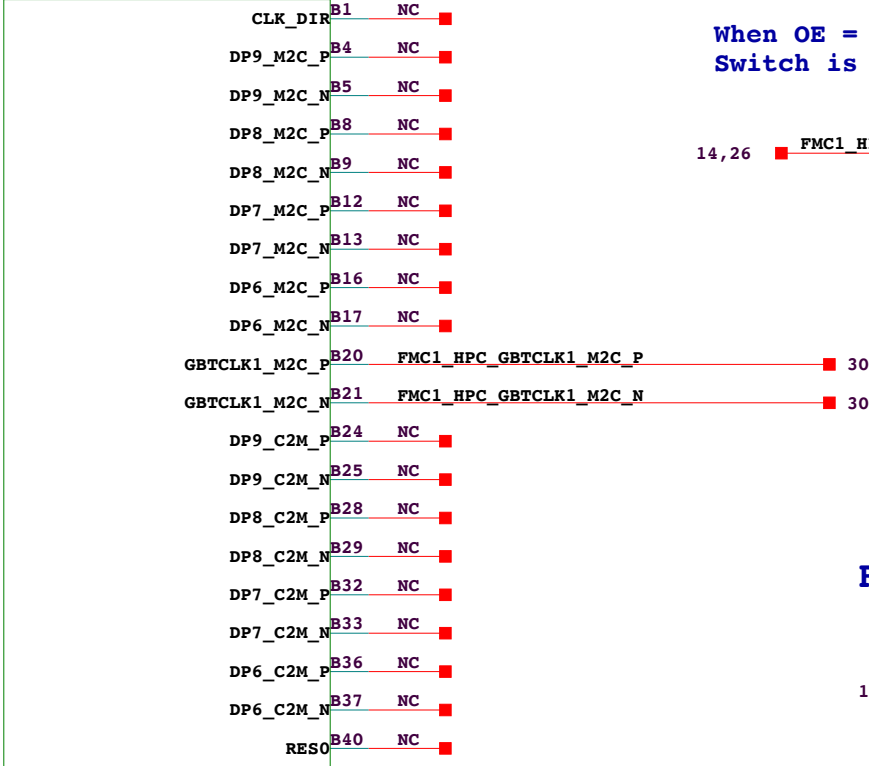 CLK_DIR B1 NC
When OE =
DP9_M2C_P B4 NC
Switch is
DP9_M2C_N B5 NC
DP8_M2C_P B8 NC
14,26 FMC1_H
DP8_M2C_N B9 NC
DP7_M2C_P B12 NC
DP7_M2C_N B13 NC
DP6_M2C_P B16 NC
DP6_M2C_N B17 NC
GBTCLK1_M2C_P B20 FMC1_HPC_GBTCLK1_M2C_P 30
GBTCLK1_M2C_N B21 FMC1_HPC_GBTCLK1_M2C_N 30
DP9_C2M_P B24 NC
DP9_C2M_N B25 NC
DP8_C2M_P B28 NC
DP8_C2M_N B29 NC
DP7_C2M_P B32 NC
DP7_C2M_N B33 NC
DP6_C2M_P B36 NC
1
DP6_C2M_N B37 NC
RES0 B40 NC